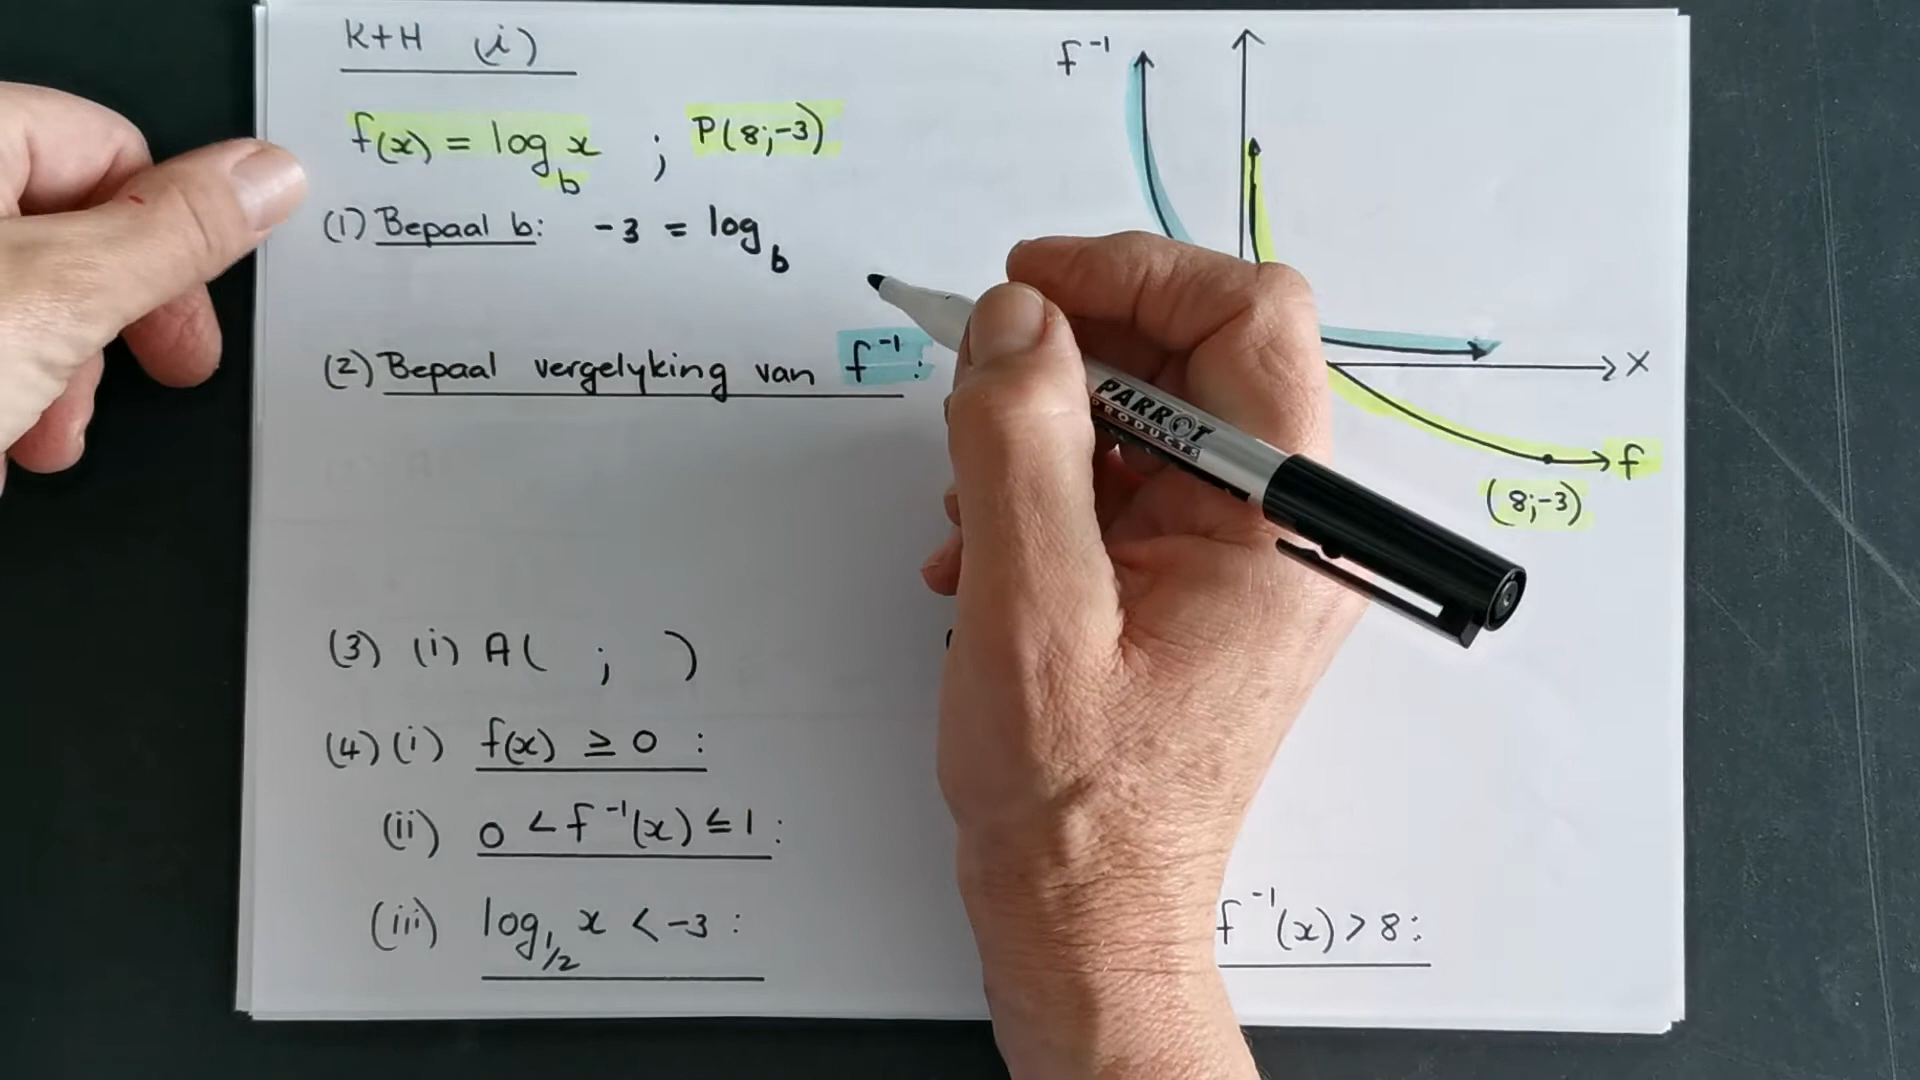 K+H (i)
f(x) = log_b x ; P(8;-3)
(1) Bepaal b: -3 = log_b
(2) Bepaal vergelyking van f⁻¹:
(3) (i) A( ; )
(4) (i) f(x) ≥ 0 :
(ii) 0 < f⁻¹(x) ≤ 1 :
(iii) log_1/2 x < -3 :
f⁻¹(x) > 8 :
f⁻¹
x
f
(8;-3)
PARROT
PRODUCTS